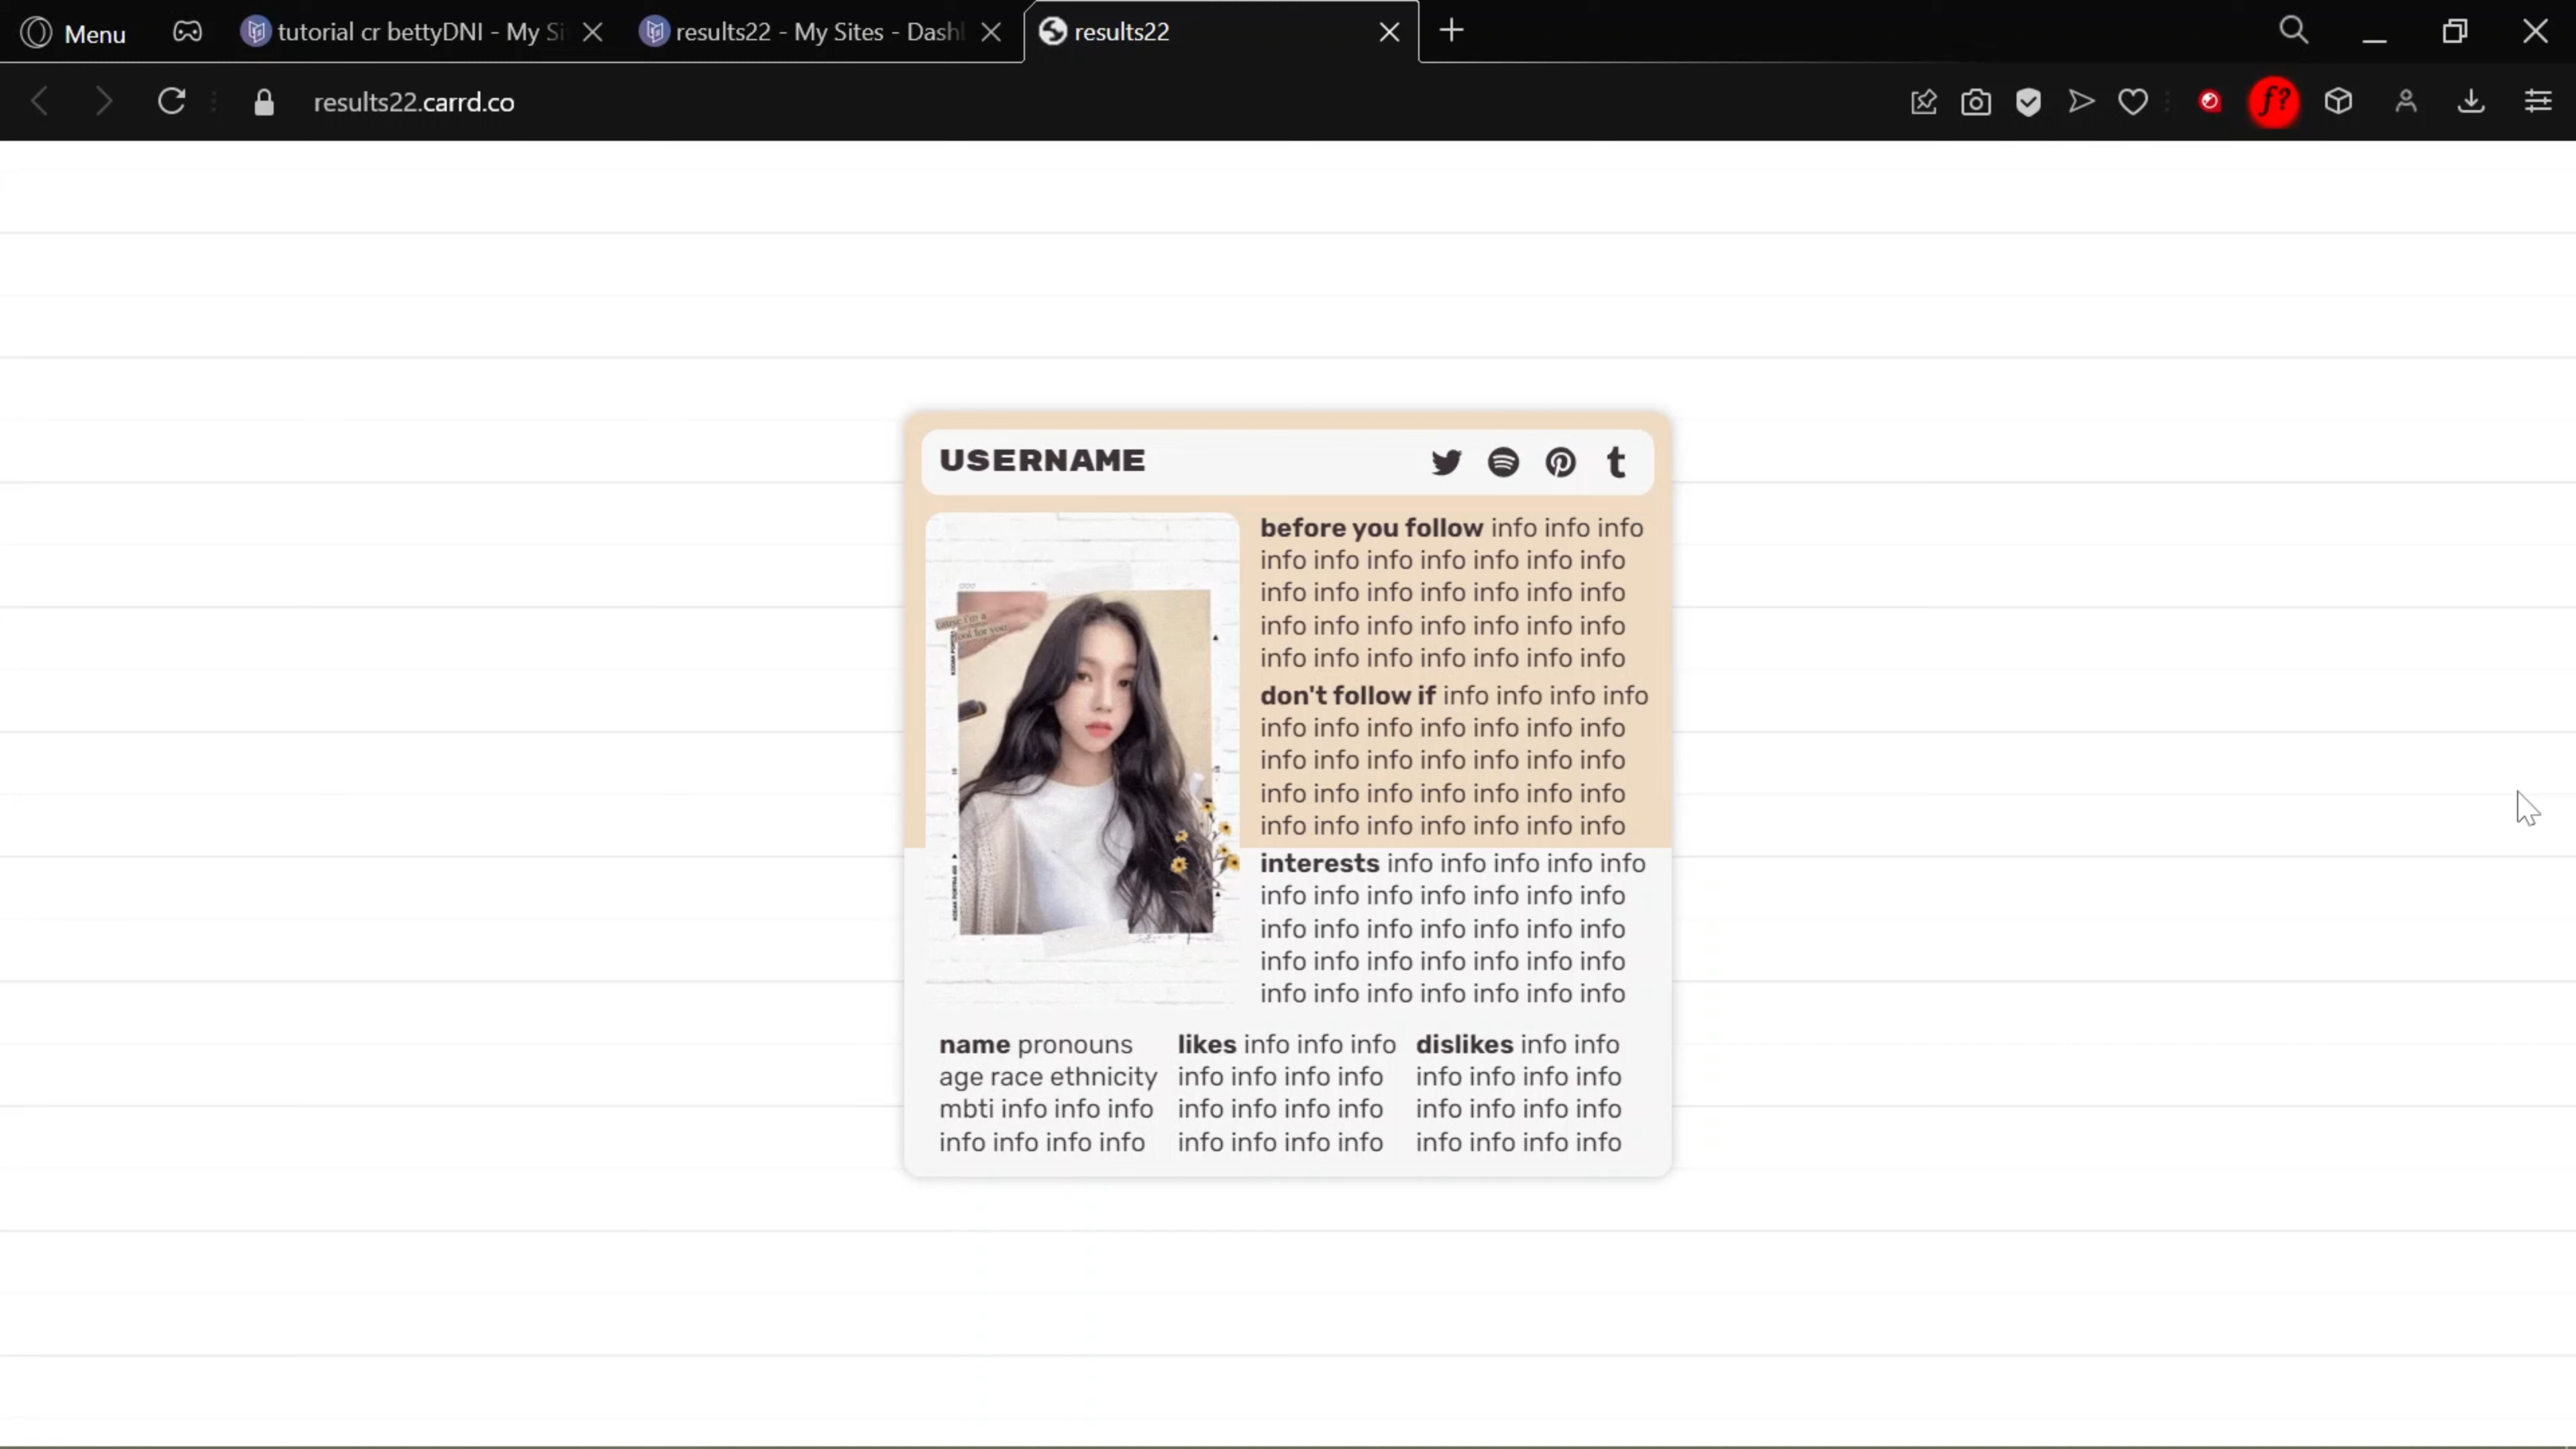 Menu
tutorial cr bettyDNI - My Si
results22 - My Sites - Dashl
results22
results22.carrd.co
f?
USERNAME
before you follow info info info
info info info info info info info
info info info info info info info
info info info info info info info
info info info info info info info
don't follow if info info info info
info info info info info info info
info info info info info info info
info info info info info info info
info info info info info info info
cause i'm a
fool for you
interests info info info info info
info info info info info info info
info info info info info info info
info info info info info info info
info info info info info info info
name pronouns
age race ethnicity
mbti info info info
info info info info
likes info info info
info info info info
info info info info
info info info info
dislikes info info
info info info info
info info info info
info info info info